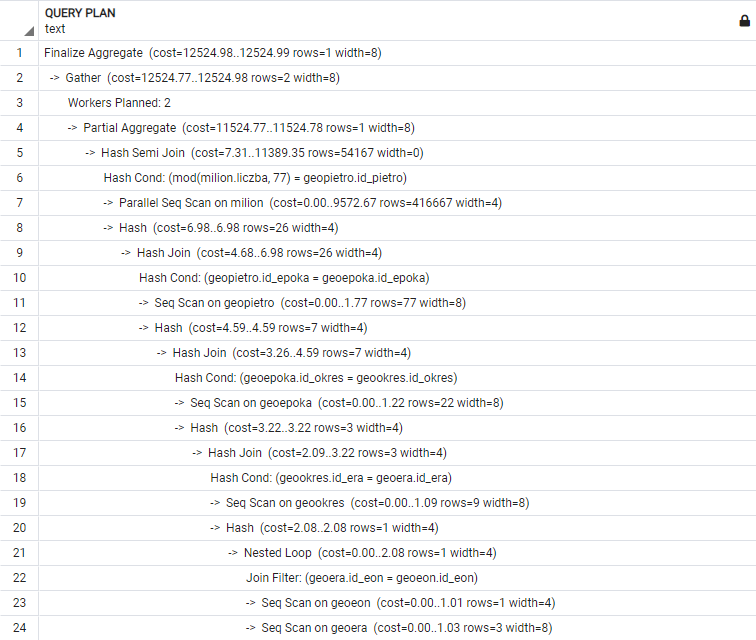 QUERY PLAN
text
1 Finalize Aggregate (cost=12524.98..12524.99 rows=1 width=8)
2 -> Gather (cost=12524.77..12524.98 rows=2 width=8)
3 Workers Planned: 2
4 -> Partial Aggregate (cost=11524.77..11524.78 rows=1 width=8)
5 -> Hash Semi Join (cost=7.31..11389.35 rows=54167 width=0)
6 Hash Cond: (mod(milion.liczba, 77) = geopietro.id_pietro)
7 -> Parallel Seq Scan on milion (cost=0.00..9572.67 rows=416667 width=4)
8 -> Hash (cost=6.98..6.98 rows=26 width=4)
9 -> Hash Join (cost=4.68..6.98 rows=26 width=4)
10 Hash Cond: (geopietro.id_epoka = geoepoka.id_epoka)
11 -> Seq Scan on geopietro (cost=0.00..1.77 rows=77 width=8)
12 -> Hash (cost=4.59..4.59 rows=7 width=4)
13 -> Hash Join (cost=3.26..4.59 rows=7 width=4)
14 Hash Cond: (geoepoka.id_okres = geookres.id_okres)
15 -> Seq Scan on geoepoka (cost=0.00..1.22 rows=22 width=8)
16 -> Hash (cost=3.22..3.22 rows=3 width=4)
17 -> Hash Join (cost=2.09..3.22 rows=3 width=4)
18 Hash Cond: (geookres.id_era = geoera.id_era)
19 -> Seq Scan on geookres (cost=0.00..1.09 rows=9 width=8)
20 -> Hash (cost=2.08..2.08 rows=1 width=4)
21 -> Nested Loop (cost=0.00..2.08 rows=1 width=4)
22 Join Filter: (geoera.id_eon = geoeon.id_eon)
23 -> Seq Scan on geoeon (cost=0.00..1.01 rows=1 width=4)
24 -> Seq Scan on geoera (cost=0.00..1.03 rows=3 width=8)